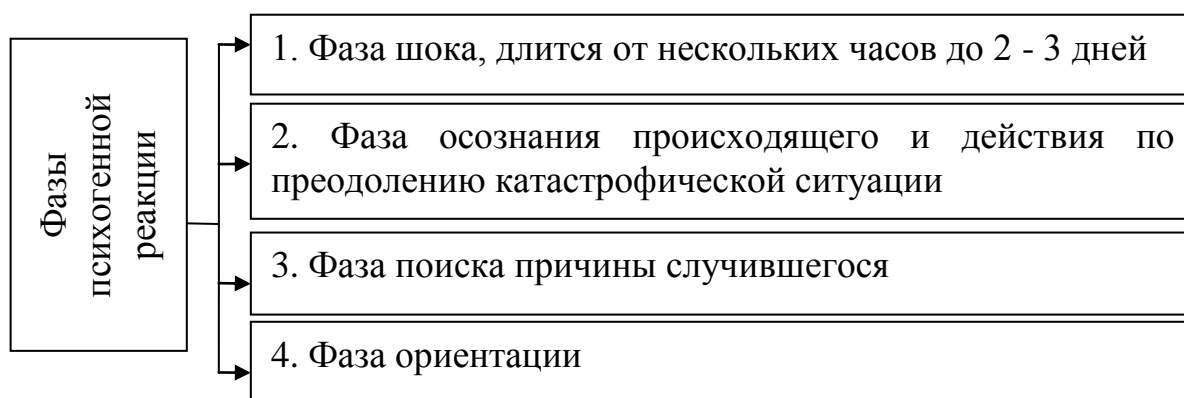 Фазы
психогенной
реакции
1. Фаза шока, длится от нескольких часов до 2 - 3 дней
2. Фаза осознания происходящего и действия по
преодолению катастрофической ситуации
3. Фаза поиска причины случившегося
4. Фаза ориентации